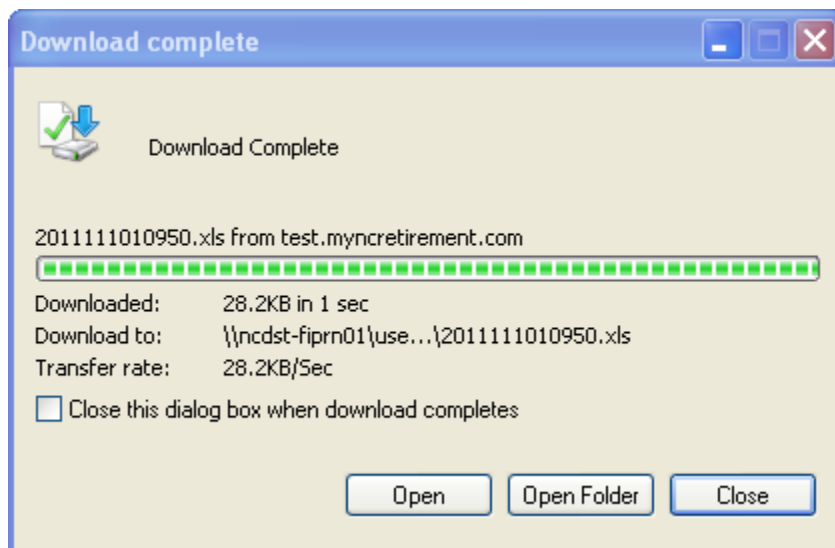 Download complete
Download Complete
2011111010950.xls from test.myncretirement.com
Downloaded: 28.2KB in 1 sec
Download to: \\ncdst-fiprn01\use...\2011111010950.xls
Transfer rate: 28.2KB/Sec
Close this dialog box when download completes
Open Open Folder Close